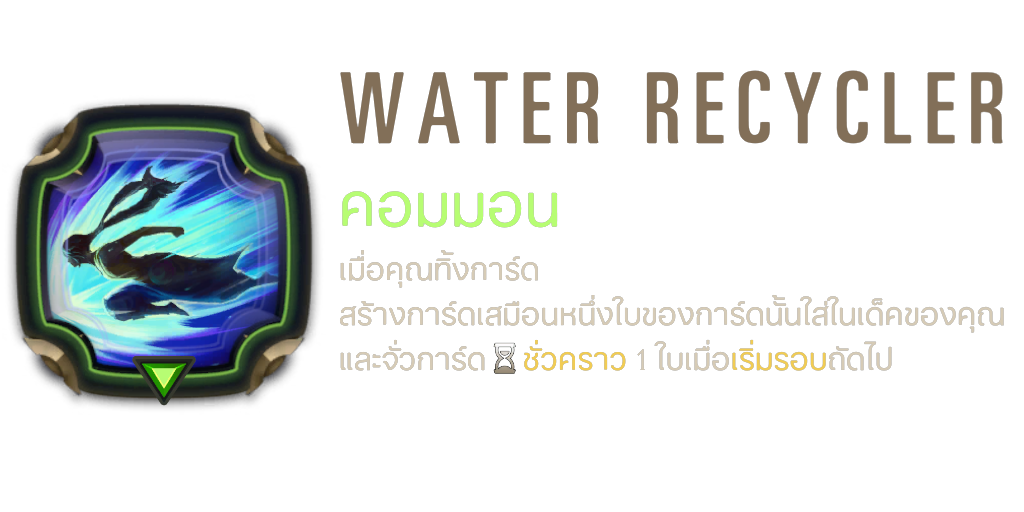 WATER RECYCLER
คอมมอน
เมื่อคุณทิ้งการ์ด
สร้างการ์ดเสมือนหนึ่งใบของการ์ดนั้นใส่ในเด็คของคุณ
และจั่วการ์ด ชั่วคราว 1 ใบเมื่อเริ่มรอบถัดไป